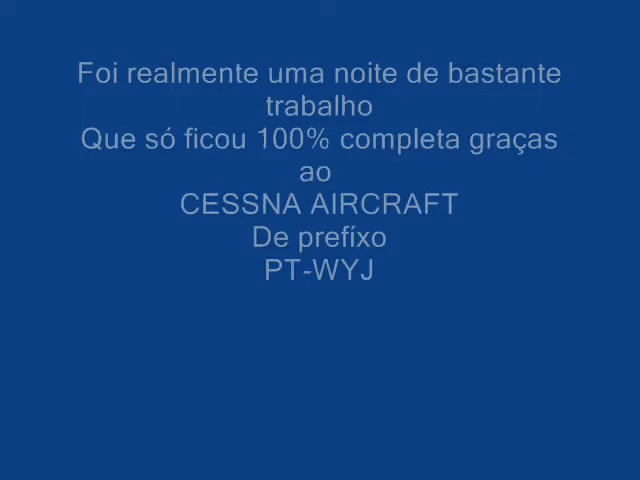 Foi realmente uma noite de bastante
trabalho
Que só ficou 100% completa graças
ao
CESSNA AIRCRAFT
De prefíxo
PT-WYJ